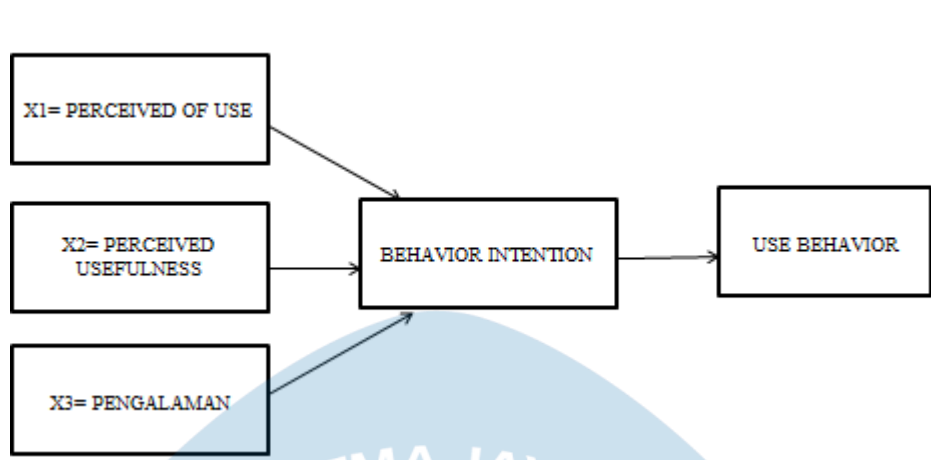 X1= PERCEIVED OF USE
X2= PERCEIVED
USEFULNESS
BEHAVIOR INTENTION
USE BEHAVIOR
X3= PENGALAMAN